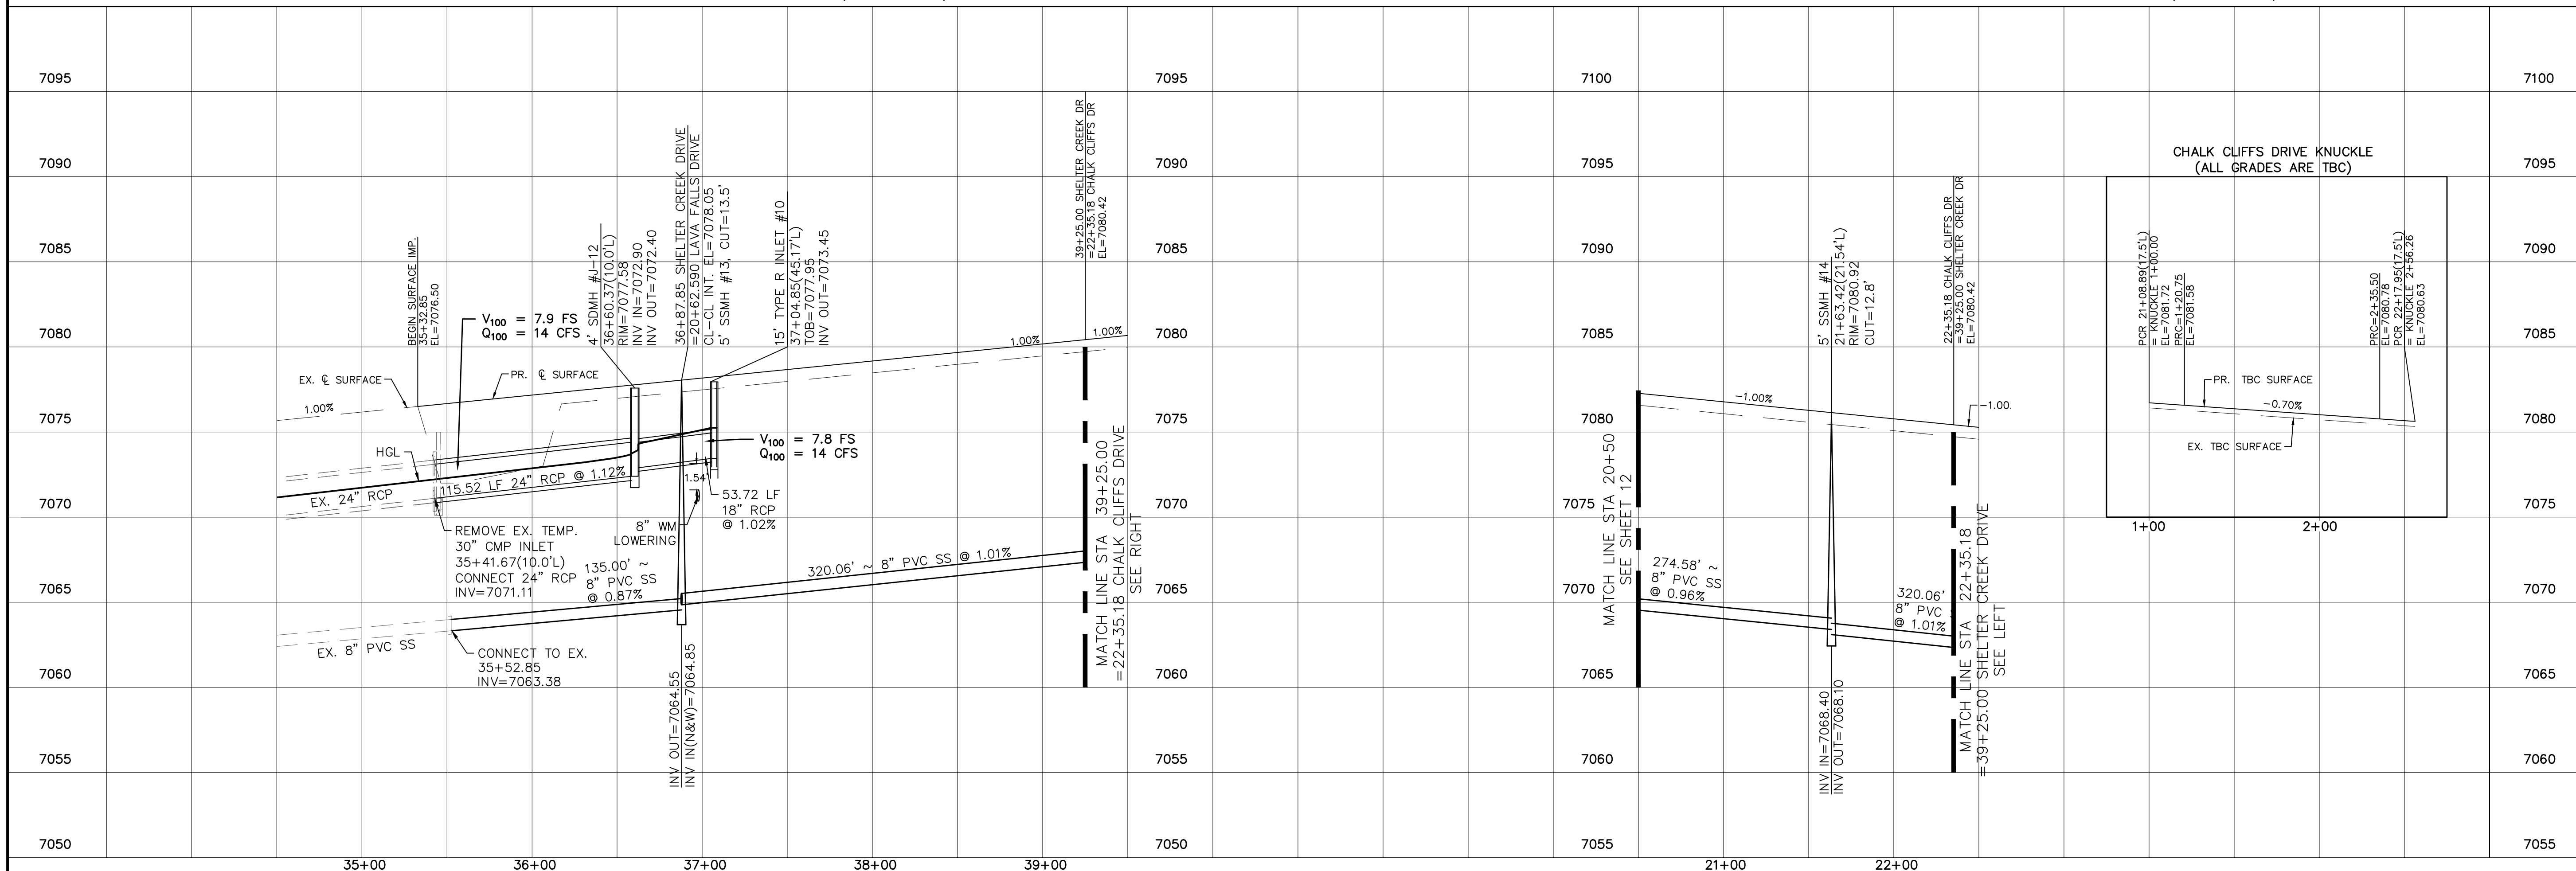 7095
7090
7085
7080
7075
7070
7065
7060
7055
7050
BEGIN SURFACE IMP.
35+32.85
EL=7076.50
V100 = 7.9 FS
Q100 = 14 CFS
4' SDMH #J-12
36+60.37(10.0'L)
RIM=7077.58
INV IN=7072.90
INV OUT=7072.40
36+87.85 SHELTER CREEK DRIVE
=20+62.590 LAVA FALLS DRIVE
CL-CL INT. EL=7078.05
5' SSMH #13, CUT=13.5'
15' TYPE R INLET #10
37+04.85(45.17'L)
TOB=7077.95
INV OUT=7073.45
39+25.00 SHELTER CREEK DR
=22+35.18 CHALK CLIFFS DR
EL=7080.42
EX. ℄ SURFACE
PR. ℄ SURFACE
1.00%
1.00%
1.00%
HGL
EX. 24" RCP
115.52 LF 24" RCP @ 1.12%
V100 = 7.8 FS
Q100 = 14 CFS
1.54'
53.72 LF
18" RCP
@ 1.02%
8" WM
LOWERING
REMOVE EX. TEMP.
30" CMP INLET
35+41.67(10.0'L)
CONNECT 24" RCP
INV=7071.11
135.00' ~
8" PVC SS
@ 0.87%
320.06' ~ 8" PVC SS @ 1.01%
EX. 8" PVC SS
CONNECT TO EX.
35+52.85
INV=7063.38
INV OUT=7064.55
INV IN(N&W)=7064.85
MATCH LINE STA 39+25.00
=22+35.18 CHALK CLIFFS DRIVE
SEE RIGHT
35+00
36+00
37+00
38+00
39+00
7095
7090
7085
7080
7075
7070
7065
7060
7055
7050
7100
7095
7090
7085
7080
7075
7070
7065
7060
7055
MATCH LINE STA 20+50
SEE SHEET 12
5' SSMH #14
21+63.42(21.54'L)
RIM=7080.92
CUT=12.8'
22+35.18 CHALK CLIFFS DR
=39+25.00 SHELTER CREEK DR
EL=7080.42
-1.00%
-1.00
274.58' ~
8" PVC SS
@ 0.96%
320.06'
8" PVC
@ 1.01%
INV IN=7068.40
INV OUT=7068.10
MATCH LINE STA 22+35.18
=39+25.00 SHELTER CREEK DRIVE
SEE LEFT
21+00
22+00
CHALK CLIFFS DRIVE KNUCKLE
(ALL GRADES ARE TBC)
PCR 21+08.89(17.5'L)
= KNUCKLE 1+00.00
EL=7081.72
PRC=1+20.75
EL=7081.58
PRC=2+35.50
EL=7080.78
PCR 22+17.95(17.5'L)
= KNUCKLE 2+56.26
EL=7080.63
PR. TBC SURFACE
-0.70%
EX. TBC SURFACE
1+00
2+00
7100
7095
7090
7085
7080
7075
7070
7065
7060
7055